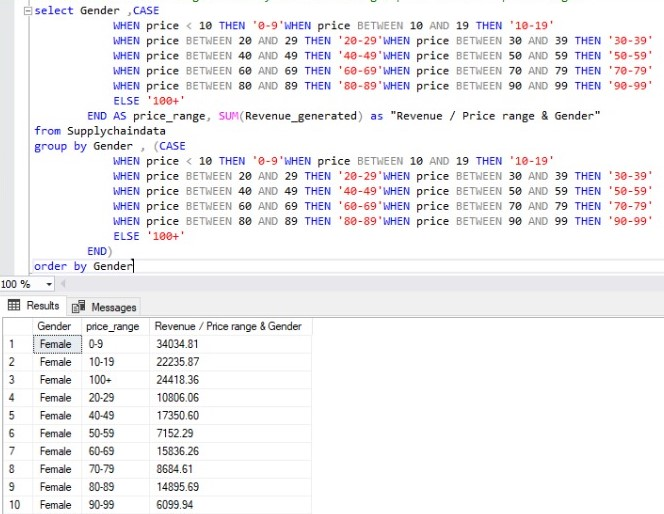 select Gender ,CASE
WHEN price < 10 THEN '0-9'WHEN price BETWEEN 10 AND 19 THEN '10-19'
WHEN price BETWEEN 20 AND 29 THEN '20-29'WHEN price BETWEEN 30 AND 39 THEN '30-39'
WHEN price BETWEEN 40 AND 49 THEN '40-49'WHEN price BETWEEN 50 AND 59 THEN '50-59'
WHEN price BETWEEN 60 AND 69 THEN '60-69'WHEN price BETWEEN 70 AND 79 THEN '70-79'
WHEN price BETWEEN 80 AND 89 THEN '80-89'WHEN price BETWEEN 90 AND 99 THEN '90-99'
ELSE '100+'
END AS price_range, SUM(Revenue_generated) as "Revenue / Price range & Gender"
from Supplychaindata
group by Gender , (CASE
WHEN price < 10 THEN '0-9'WHEN price BETWEEN 10 AND 19 THEN '10-19'
WHEN price BETWEEN 20 AND 29 THEN '20-29'WHEN price BETWEEN 30 AND 39 THEN '30-39'
WHEN price BETWEEN 40 AND 49 THEN '40-49'WHEN price BETWEEN 50 AND 59 THEN '50-59'
WHEN price BETWEEN 60 AND 69 THEN '60-69'WHEN price BETWEEN 70 AND 79 THEN '70-79'
WHEN price BETWEEN 80 AND 89 THEN '80-89'WHEN price BETWEEN 90 AND 99 THEN '90-99'
ELSE '100+'
END)
order by Gender
100 %
Results Messages
Gender price_range Revenue / Price range & Gender
1 Female 0-9 34034.81
2 Female 10-19 22235.87
3 Female 100+ 24418.36
4 Female 20-29 10806.06
5 Female 40-49 17350.60
6 Female 50-59 7152.29
7 Female 60-69 15836.26
8 Female 70-79 8684.61
9 Female 80-89 14895.69
10 Female 90-99 6099.94